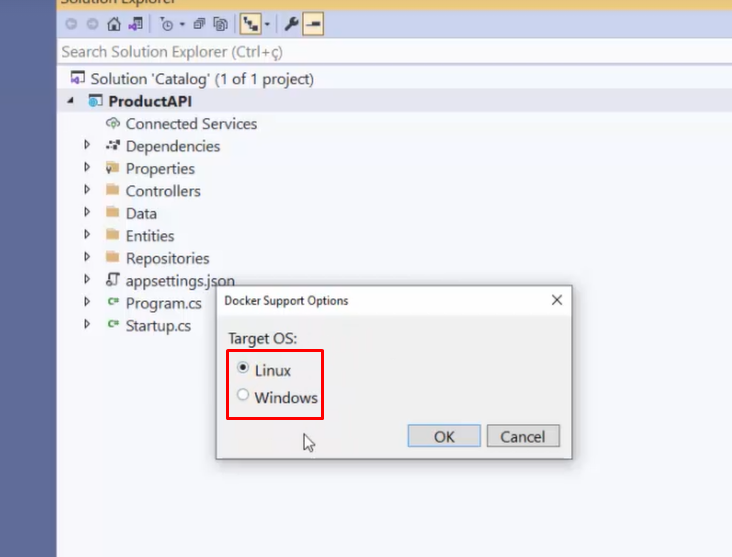 Solution Explorer
Search Solution Explorer (Ctrl+ç)
Solution 'Catalog' (1 of 1 project)
ProductAPI
Connected Services
Dependencies
Properties
Controllers
Data
Entities
Repositories
appsettings.json
C# Program.cs
C# Startup.cs
Docker Support Options
Target OS:
Linux
Windows
OK
Cancel